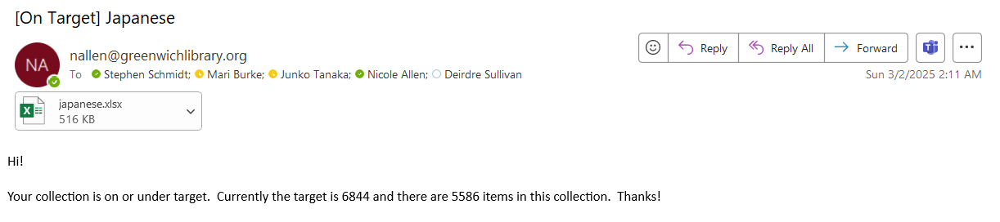 [On Target] Japanese
NA
nallen@greenwichlibrary.org
Reply
Reply All
Forward
To Stephen Schmidt; Mari Burke; Junko Tanaka; Nicole Allen; Deirdre Sullivan
Sun 3/2/2025 2:11 AM
japanese.xlsx
516 KB
Hi!
Your collection is on or under target.  Currently the target is 6844 and there are 5586 items in this collection.  Thanks!